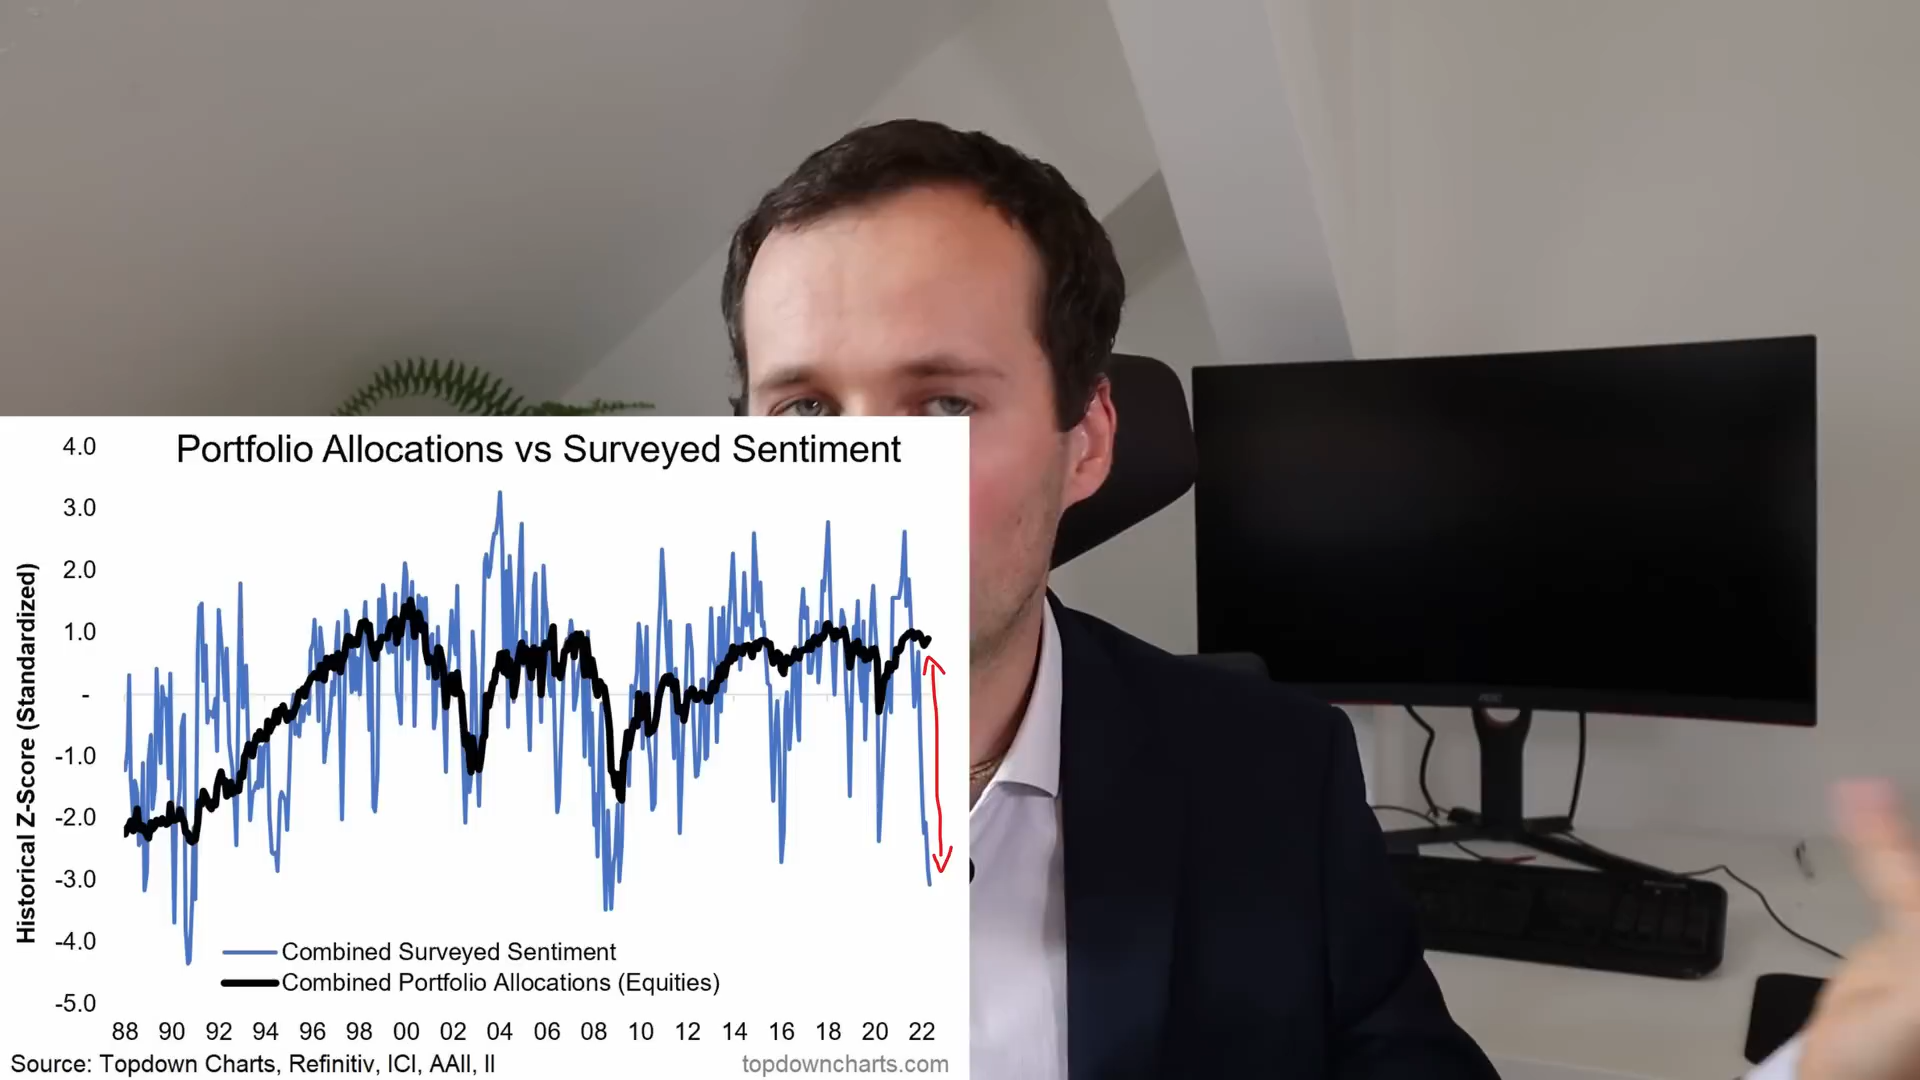 Portfolio Allocations vs Surveyed Sentiment
4.0
3.0
2.0
1.0
-
-1.0
-2.0
-3.0
-4.0
-5.0
Historical Z-Score (Standardized)
Combined Surveyed Sentiment
Combined Portfolio Allocations (Equities)
88 90 92 94 96 98 00 02 04 06 08 10 12 14 16 18 20 22
Source: Topdown Charts, Refinitiv, ICI, AAII, II
topdowncharts.com